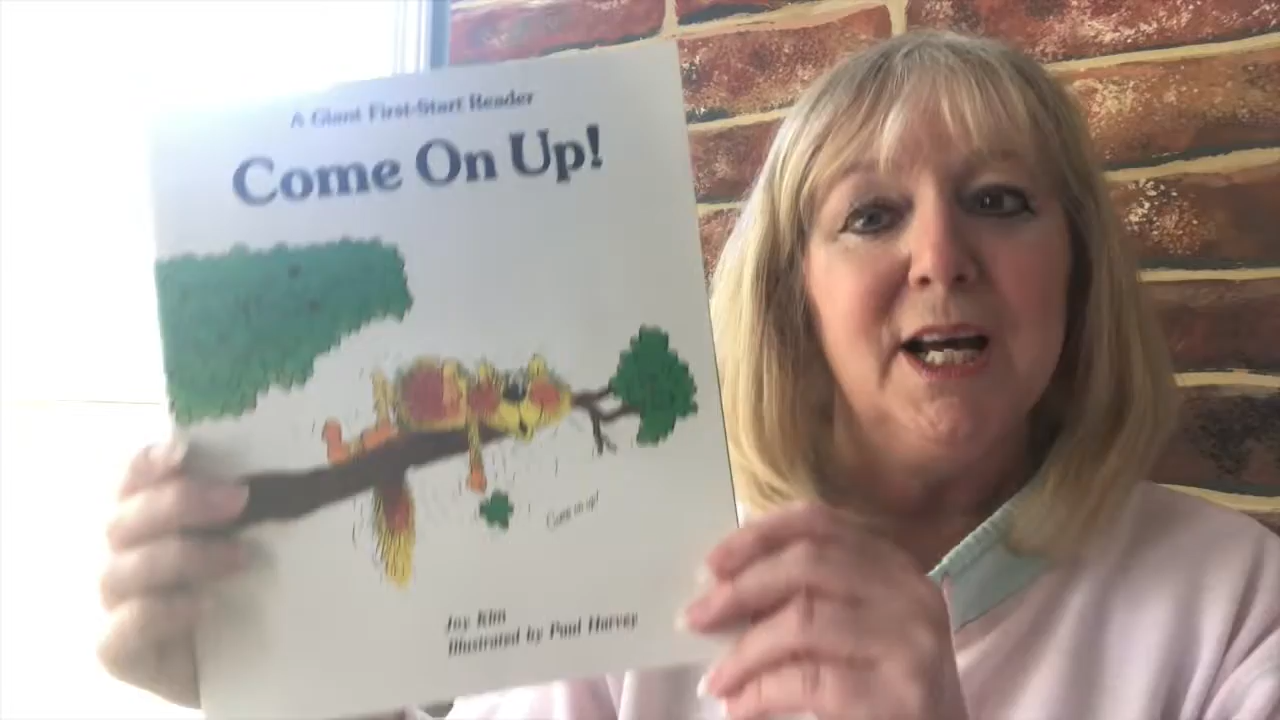 A Giant First-Start Reader
Come On Up!
Come on up!
Joy Kim
Illustrated by Paul Harvey